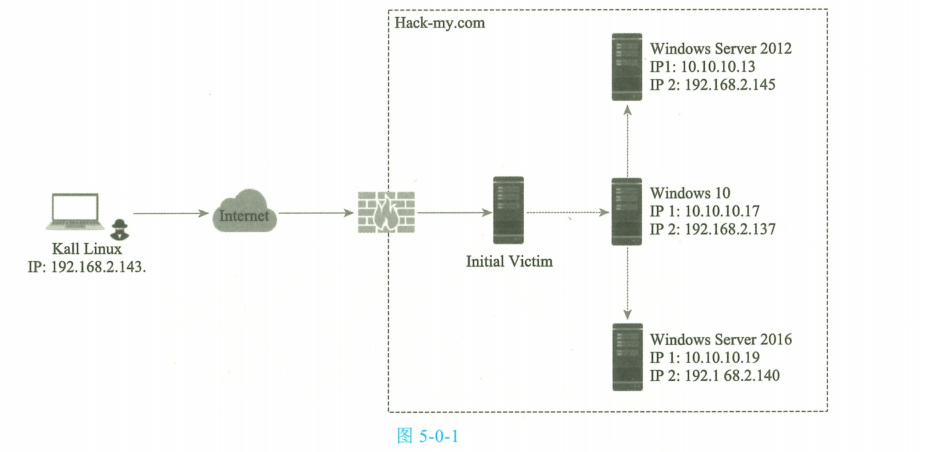 Hack-my.com
Windows Server 2012
IP1: 10.10.10.13
IP 2: 192.168.2.145
Internet
Kall Linux
IP: 192.168.2.143.
Initial Victim
Windows 10
IP 1: 10.10.10.17
IP 2: 192.168.2.137
Windows Server 2016
IP 1: 10.10.10.19
IP 2: 192.1 68.2.140
图 5-0-1